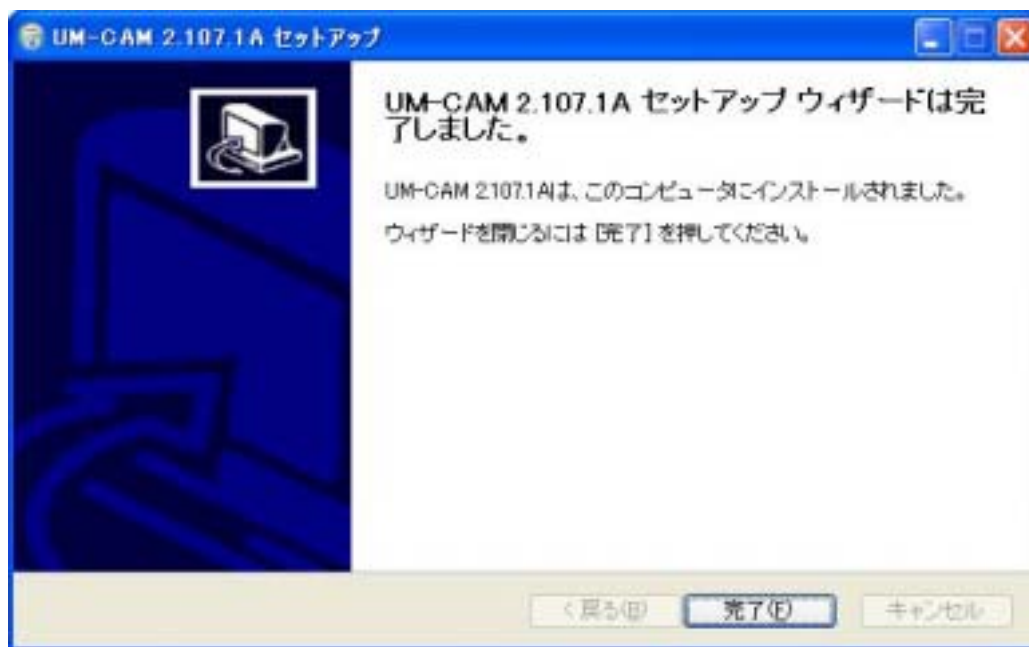 UM-CAM 2.107.1A セットアップ
UM-CAM 2.107.1A セットアップ ウィザードは完
了しました。
UM-CAM 2.107.1Aは、このコンピュータにインストールされました。
ウィザードを閉じるには [完了] を押してください。
< 戻る(B)
完了(F)
キャンセル